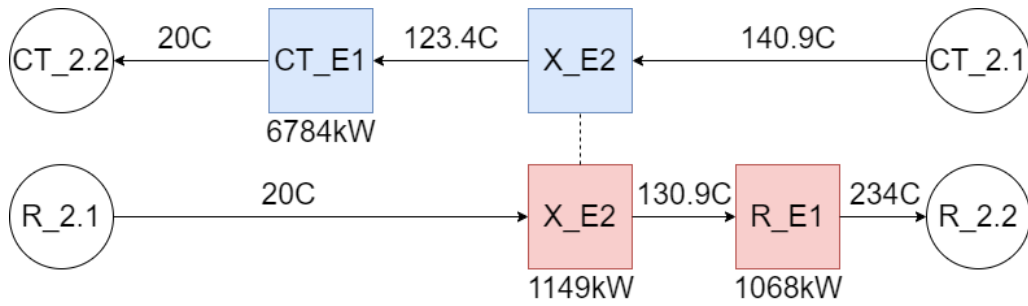 20C
123.4C
140.9C
CT_2.2
CT_E1
X_E2
CT_2.1
6784kW
20C
130.9C
234C
R_2.1
X_E2
R_E1
R_2.2
1149kW
1068kW